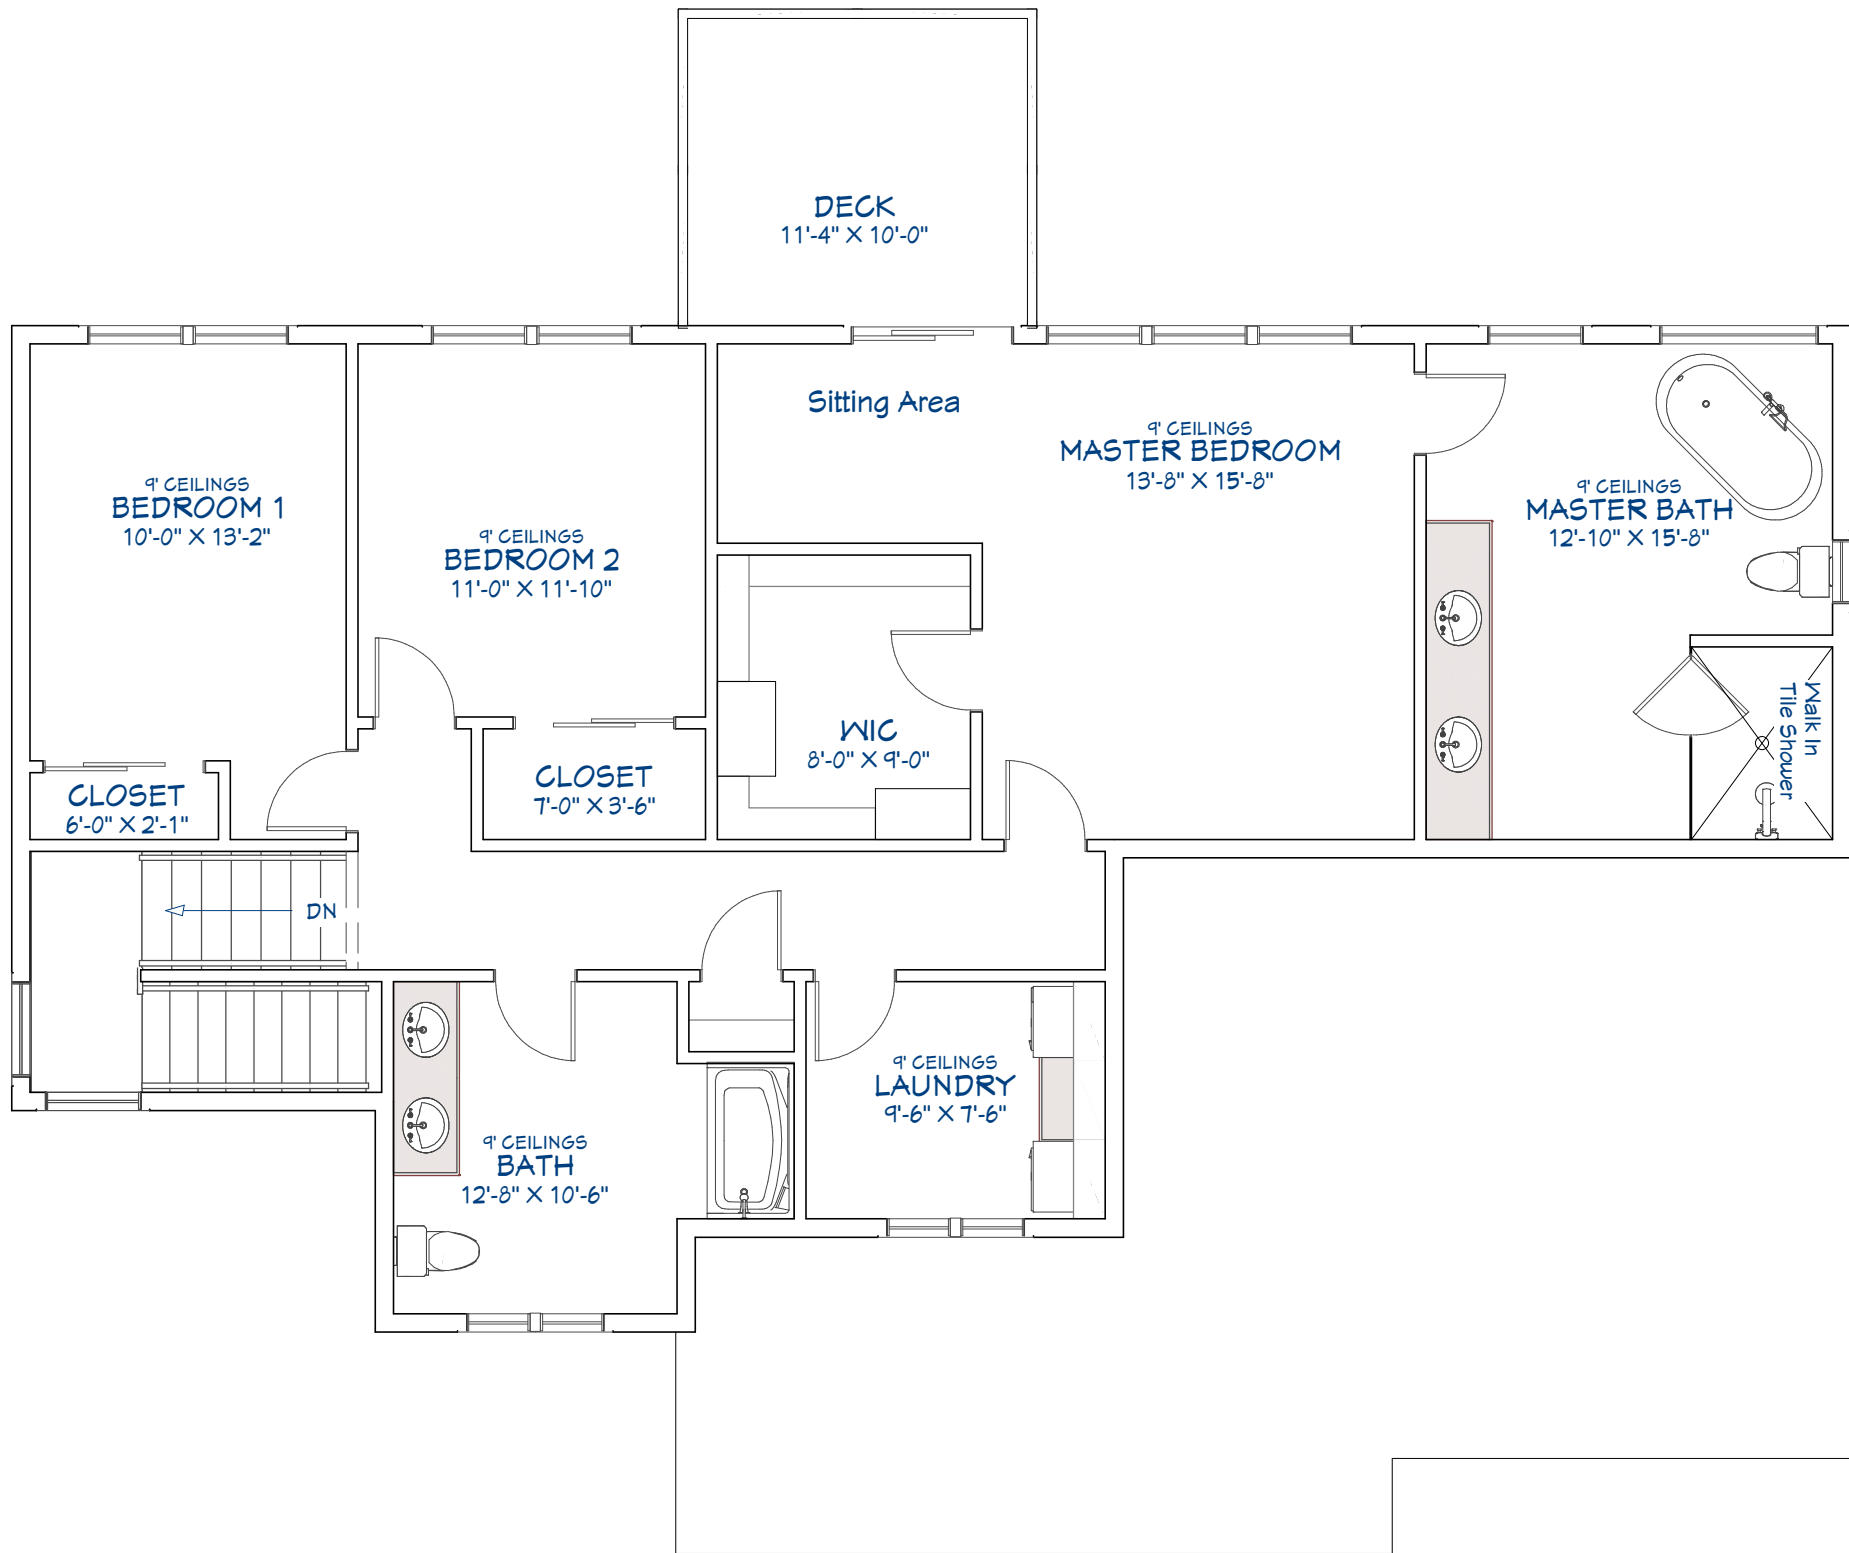 DECK
11'-4" X 10'-0"
Sitting Area
9' CEILINGS
MASTER BEDROOM
13'-8" X 15'-8"
9' CEILINGS
MASTER BATH
12'-10" X 15'-8"
9' CEILINGS
BEDROOM 1
10'-0" X 13'-2"
9' CEILINGS
BEDROOM 2
11'-0" X 11'-10"
WIC
8'-0" X 9'-0"
Walk In
Tile Shower
CLOSET
6'-0" X 2'-1"
CLOSET
7'-0" X 3'-6"
DN
9' CEILINGS
LAUNDRY
9'-6" X 7'-6"
9' CEILINGS
BATH
12'-8" X 10'-6"